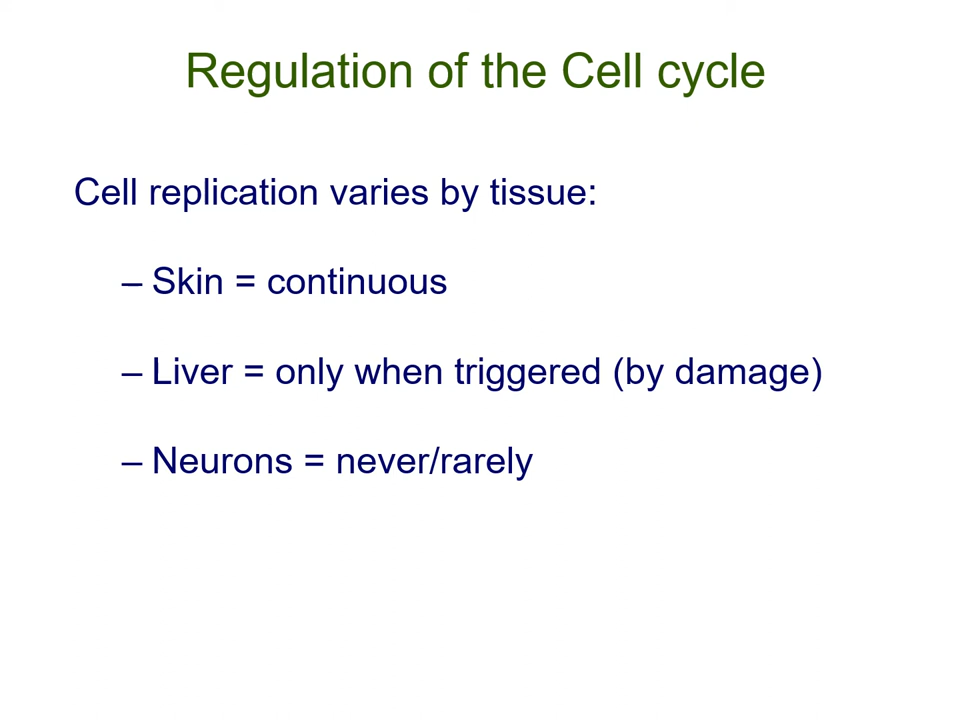 Regulation of the Cell cycle
Cell replication varies by tissue:
– Skin = continuous
– Liver = only when triggered (by damage)
– Neurons = never/rarely